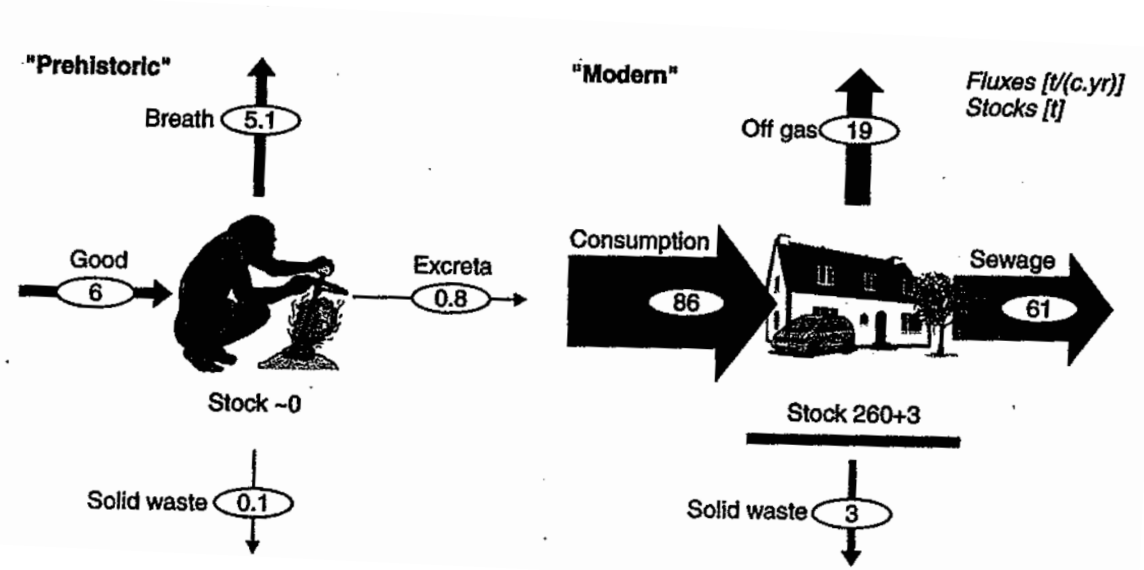 "Prehistoric"
Breath 5.1
Good
6
Excreta
0.8
Stock ~0
Solid waste 0.1
"Modern"
Fluxes [t/(c.yr)]
Stocks [t]
Off gas 19
Consumption
86
Sewage
61
Stock 260+3
Solid waste 3